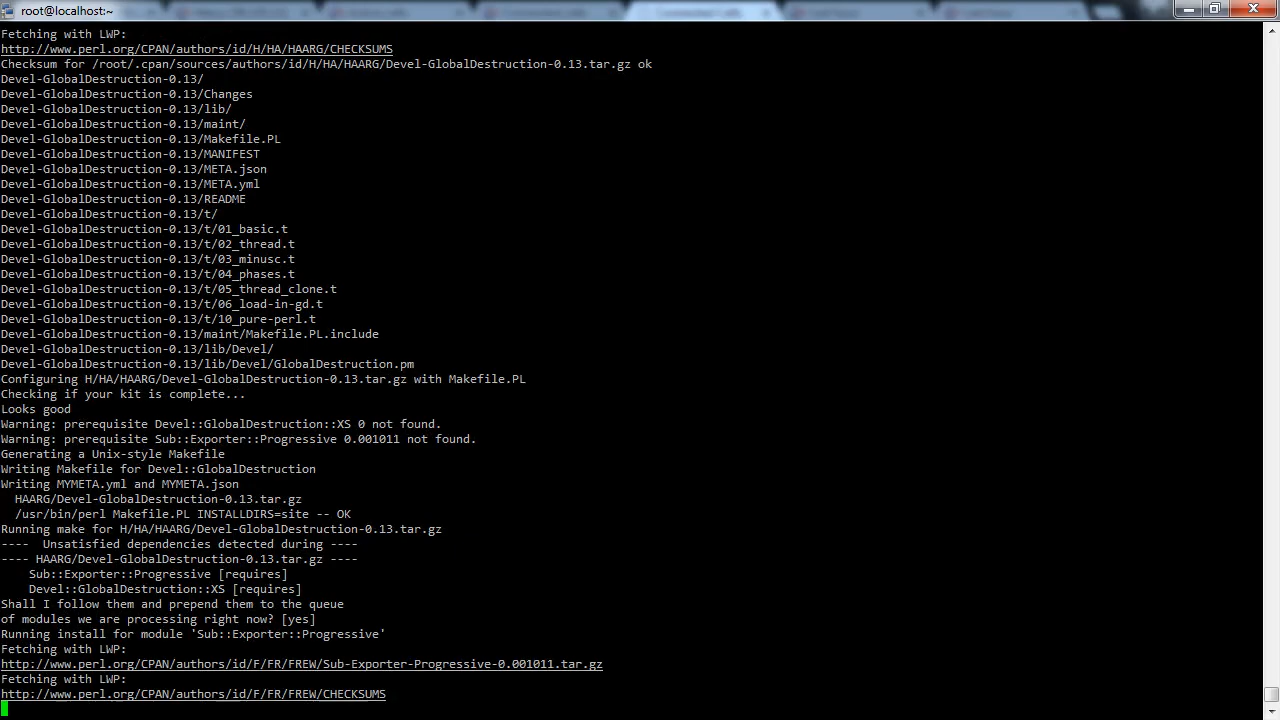 root@localhost:~
Fetching with LWP:
http://www.perl.org/CPAN/authors/id/H/HA/HAARG/CHECKSUMS
Checksum for /root/.cpan/sources/authors/id/H/HA/HAARG/Devel-GlobalDestruction-0.13.tar.gz ok
Devel-GlobalDestruction-0.13/
Devel-GlobalDestruction-0.13/Changes
Devel-GlobalDestruction-0.13/lib/
Devel-GlobalDestruction-0.13/maint/
Devel-GlobalDestruction-0.13/Makefile.PL
Devel-GlobalDestruction-0.13/MANIFEST
Devel-GlobalDestruction-0.13/META.json
Devel-GlobalDestruction-0.13/META.yml
Devel-GlobalDestruction-0.13/README
Devel-GlobalDestruction-0.13/t/
Devel-GlobalDestruction-0.13/t/01_basic.t
Devel-GlobalDestruction-0.13/t/02_thread.t
Devel-GlobalDestruction-0.13/t/03_minusc.t
Devel-GlobalDestruction-0.13/t/04_phases.t
Devel-GlobalDestruction-0.13/t/05_thread_clone.t
Devel-GlobalDestruction-0.13/t/06_load-in-gd.t
Devel-GlobalDestruction-0.13/t/10_pure-perl.t
Devel-GlobalDestruction-0.13/maint/Makefile.PL.include
Devel-GlobalDestruction-0.13/lib/Devel/
Devel-GlobalDestruction-0.13/lib/Devel/GlobalDestruction.pm
Configuring H/HA/HAARG/Devel-GlobalDestruction-0.13.tar.gz with Makefile.PL
Checking if your kit is complete...
Looks good
Warning: prerequisite Devel::GlobalDestruction::XS 0 not found.
Warning: prerequisite Sub::Exporter::Progressive 0.001011 not found.
Generating a Unix-style Makefile
Writing Makefile for Devel::GlobalDestruction
Writing MYMETA.yml and MYMETA.json
  HAARG/Devel-GlobalDestruction-0.13.tar.gz
  /usr/bin/perl Makefile.PL INSTALLDIRS=site -- OK
Running make for H/HA/HAARG/Devel-GlobalDestruction-0.13.tar.gz
----  Unsatisfied dependencies detected during ----
---- HAARG/Devel-GlobalDestruction-0.13.tar.gz ----
    Sub::Exporter::Progressive [requires]
    Devel::GlobalDestruction::XS [requires]
Shall I follow them and prepend them to the queue
of modules we are processing right now? [yes]
Running install for module 'Sub::Exporter::Progressive'
Fetching with LWP:
http://www.perl.org/CPAN/authors/id/F/FR/FREW/Sub-Exporter-Progressive-0.001011.tar.gz
Fetching with LWP:
http://www.perl.org/CPAN/authors/id/F/FR/FREW/CHECKSUMS